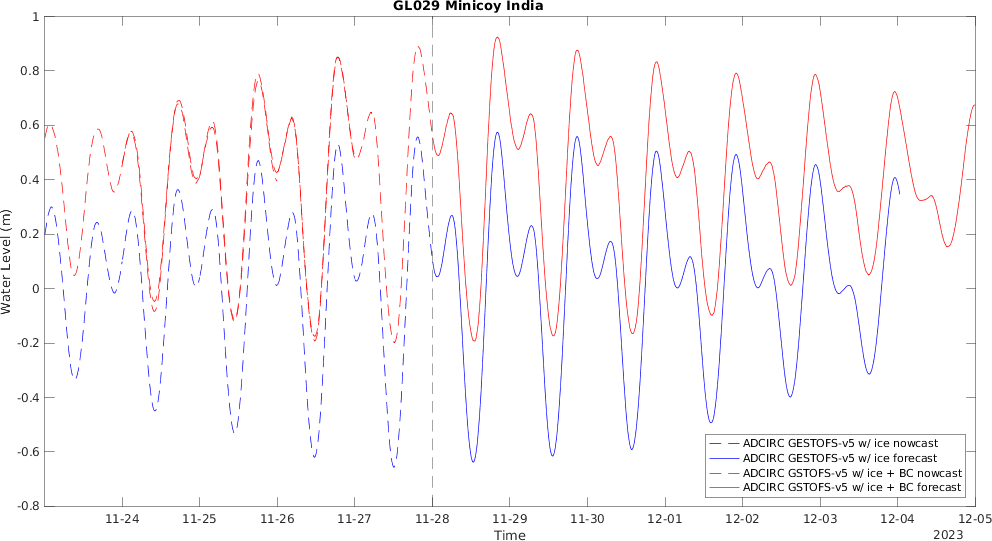 GL029 Minicoy India
1
0.8
0.6
0.4
0.2
0
-0.2
-0.4
-0.6
-0.8
Water Level (m)
ADCIRC GESTOFS-v5 w/ ice nowcast
ADCIRC GESTOFS-v5 w/ ice forecast
ADCIRC GSTOFS-v5 w/ ice + BC nowcast
ADCIRC GSTOFS-v5 w/ ice + BC forecast
11-24 11-25 11-26 11-27 11-28 11-29 11-30 12-01 12-02 12-03 12-04 12-05
Time
2023